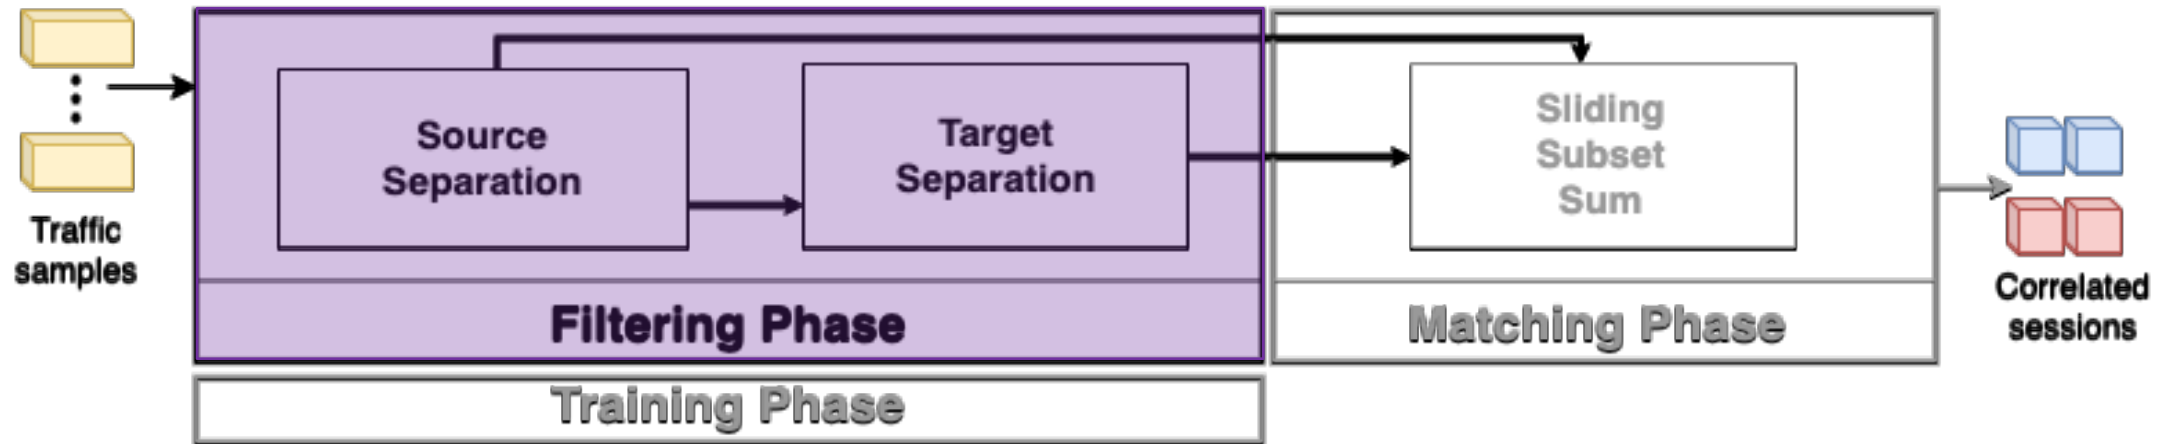 Traffic
samples
Source
Separation
Target
Separation
Filtering Phase
Sliding
Subset
Sum
Matching Phase
Training Phase
Correlated
sessions